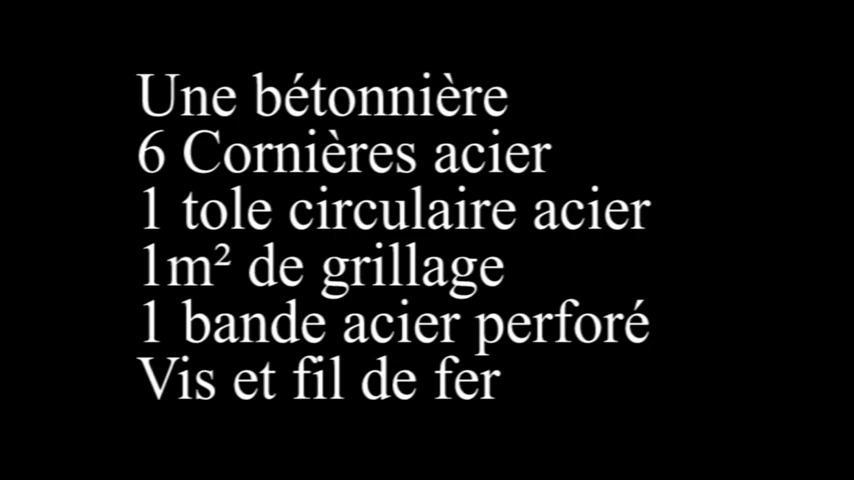 Une bétonnière
6 Cornières acier
1 tole circulaire acier
1m² de grillage
1 bande acier perforé
Vis et fil de fer